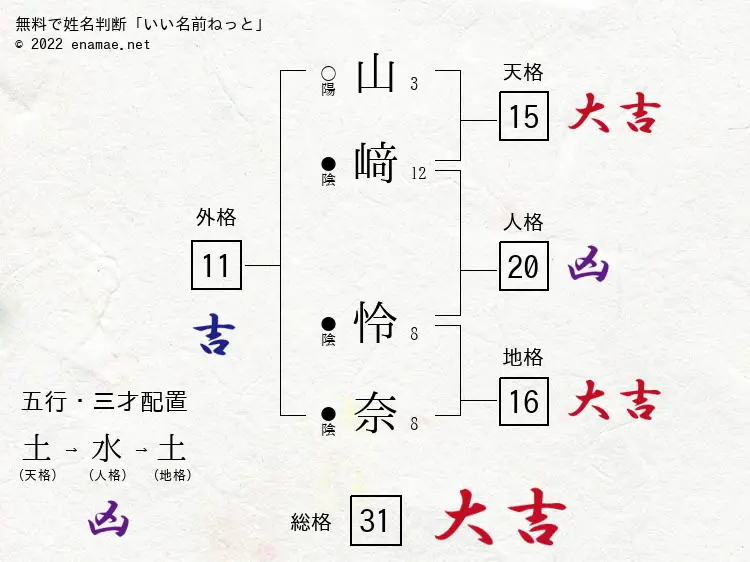 無料で姓名判断「いい名前ねっと」
© 2022 enamae.net
天格
15 大吉
○
陽
山 3
●
陰
﨑 12
人格
20 凶
外格
11
吉
●
陰
怜 8
地格
16 大吉
●
陰
奈 8
五行・三才配置
土→水→土
(天格) (人格) (地格)
凶
総格 31 大吉